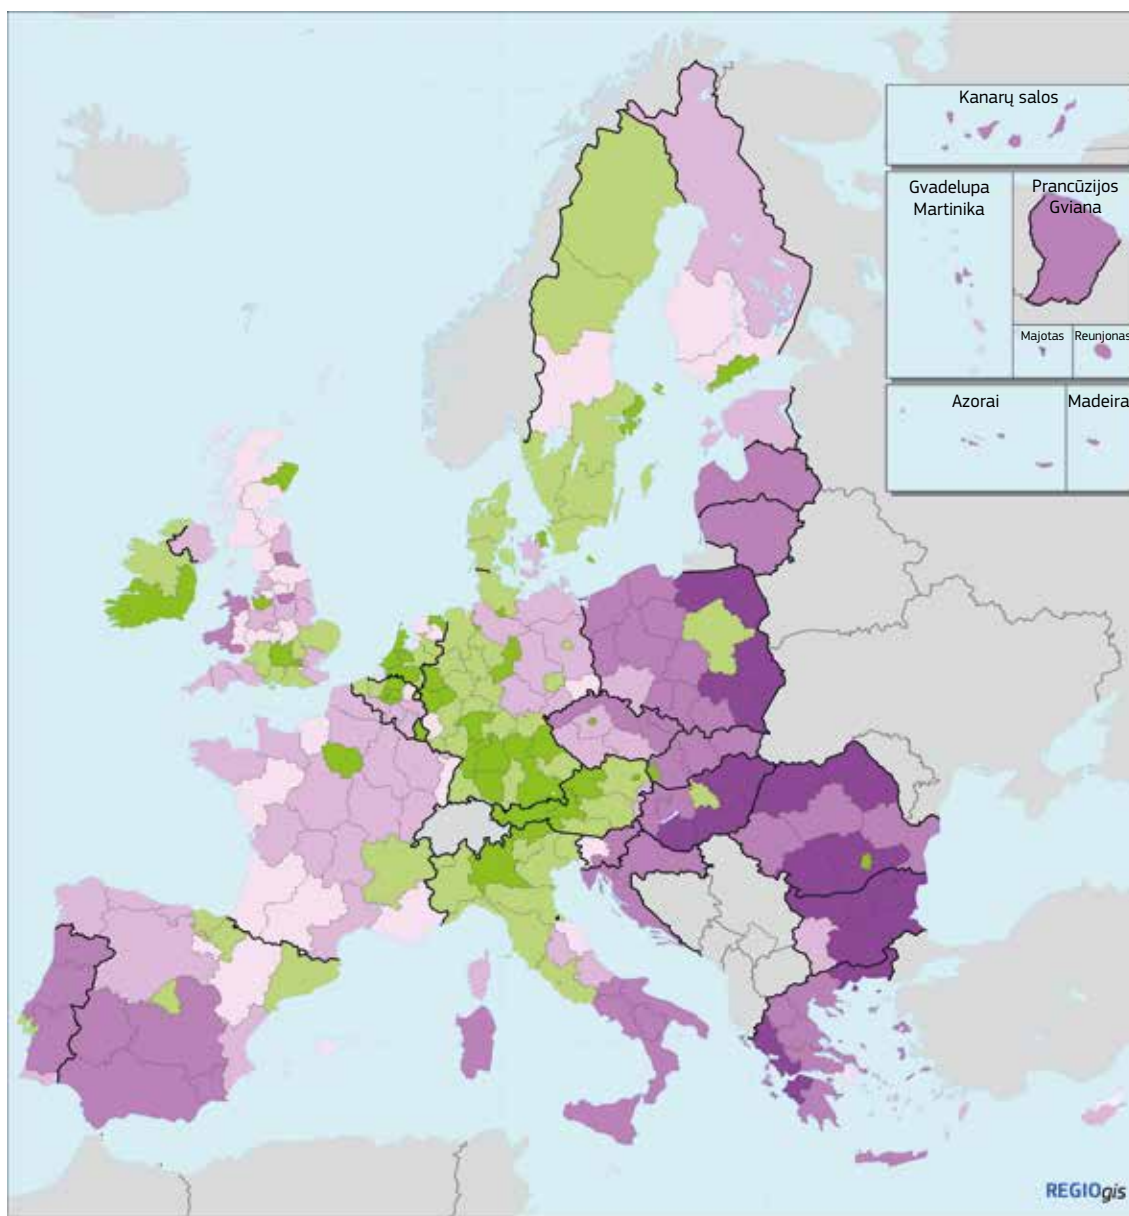 Kanarų salos
Gvadelupa
Martinika
Prancūzijos
Gviana
Majotas
Reunjonas
Azorai
Madeira
REGIOgis